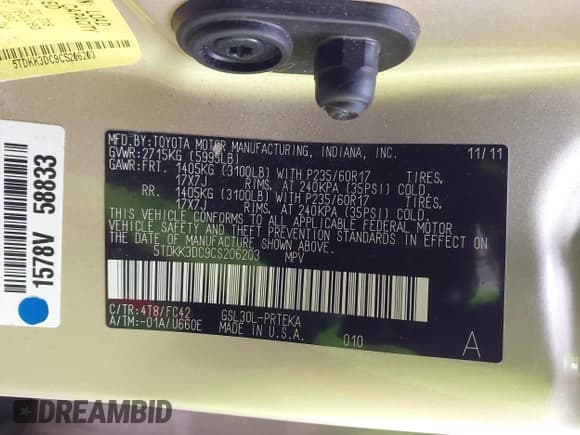 LOAD
CAPACITY
5TDKK3DC9CS206203
1578V 58833
MFD.BY:TOYOTA MOTOR MANUFACTURING, INDIANA, INC. 11/11
GVWR:2715KG (5995LB)
GAWR:FRT. 1405KG (3100LB) WITH P235/60R17 TIRES,
17X7J RIMS, AT 240KPA (35PSI) COLD.
RR. 1405KG (3100LB) WITH P235/60R17 TIRES,
17X7J RIMS, AT 240KPA (35PSI) COLD.
THIS VEHICLE CONFORMS TO ALL APPLICABLE FEDERAL MOTOR
VEHICLE SAFETY AND THEFT PREVENTION STANDARDS IN EFFECT
ON THE DATE OF MANUFACTURE SHOWN ABOVE.
5TDKK3DC9CS206203 MPV
C/TR:4T8/FC42 GSL30L-PRTEKA
A/TM:-01A/U660E MADE IN U.S.A. 010 A
DREAMBID